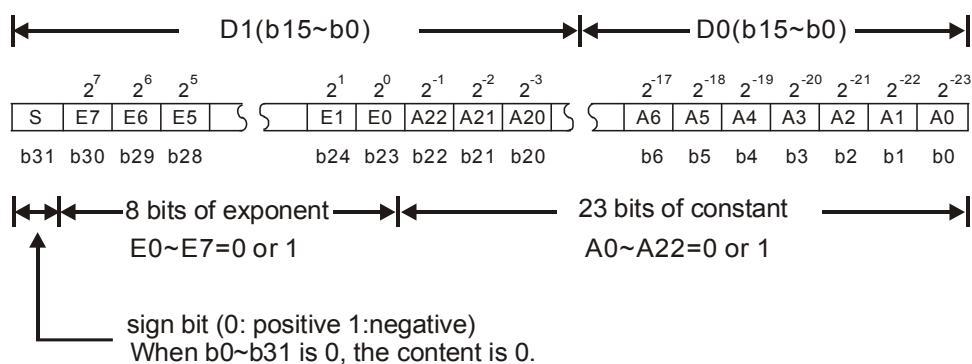 D1(b15~b0) D0(b15~b0)
2^7 2^6 2^5 2^1 2^0 2^-1 2^-2 2^-3 2^-17 2^-18 2^-19 2^-20 2^-21 2^-22 2^-23
S E7 E6 E5 E1 E0 A22 A21 A20 A6 A5 A4 A3 A2 A1 A0
b31 b30 b29 b28 b24 b23 b22 b21 b20 b6 b5 b4 b3 b2 b1 b0
8 bits of exponent 23 bits of constant
E0~E7=0 or 1 A0~A22=0 or 1
sign bit (0: positive 1:negative)
When b0~b31 is 0, the content is 0.